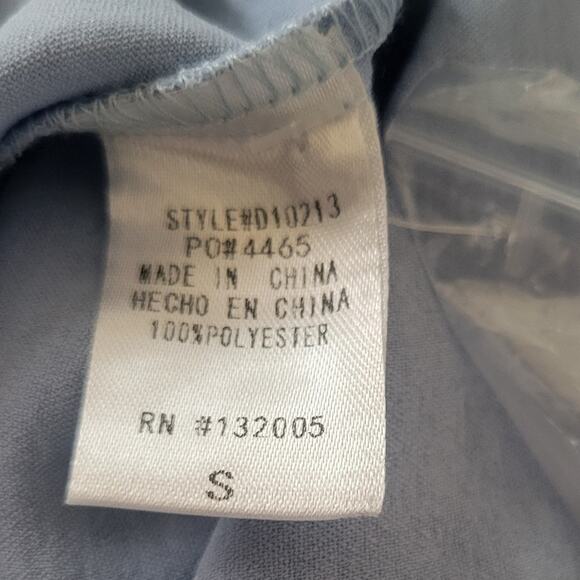 STYLE#D10213
PO#4465
MADE IN CHINA
HECHO EN CHINA
100%POLYESTER
RN #132005
S